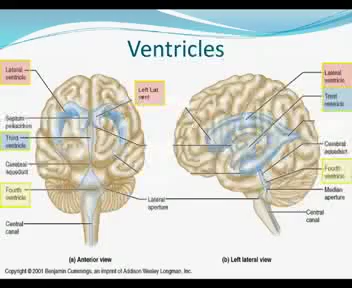 Ventricles
Lateral
ventricle
Left Lat
vent
Septum
pellucidum
Third
ventricle
Cerebral
aqueduct
Fourth
ventricle
Central
canal
Lateral
aperture
Lateral
ventricle
Third
ventricle
Cerebral
aqueduct
Fourth
ventricle
Median
aperture
Central
canal
(a) Anterior view
(b) Left lateral view
Copyright © 2001 Benjamin Cummings, an imprint of Addison Wesley Longman, Inc.